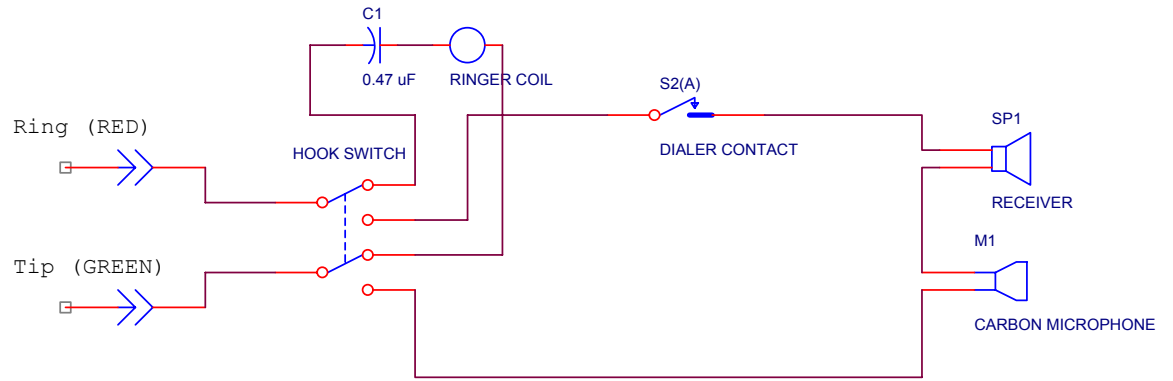 C1
0.47 uF
RINGER COIL
S2(A)
DIALER CONTACT
Ring (RED)
HOOK SWITCH
SP1
RECEIVER
Tip (GREEN)
M1
CARBON MICROPHONE